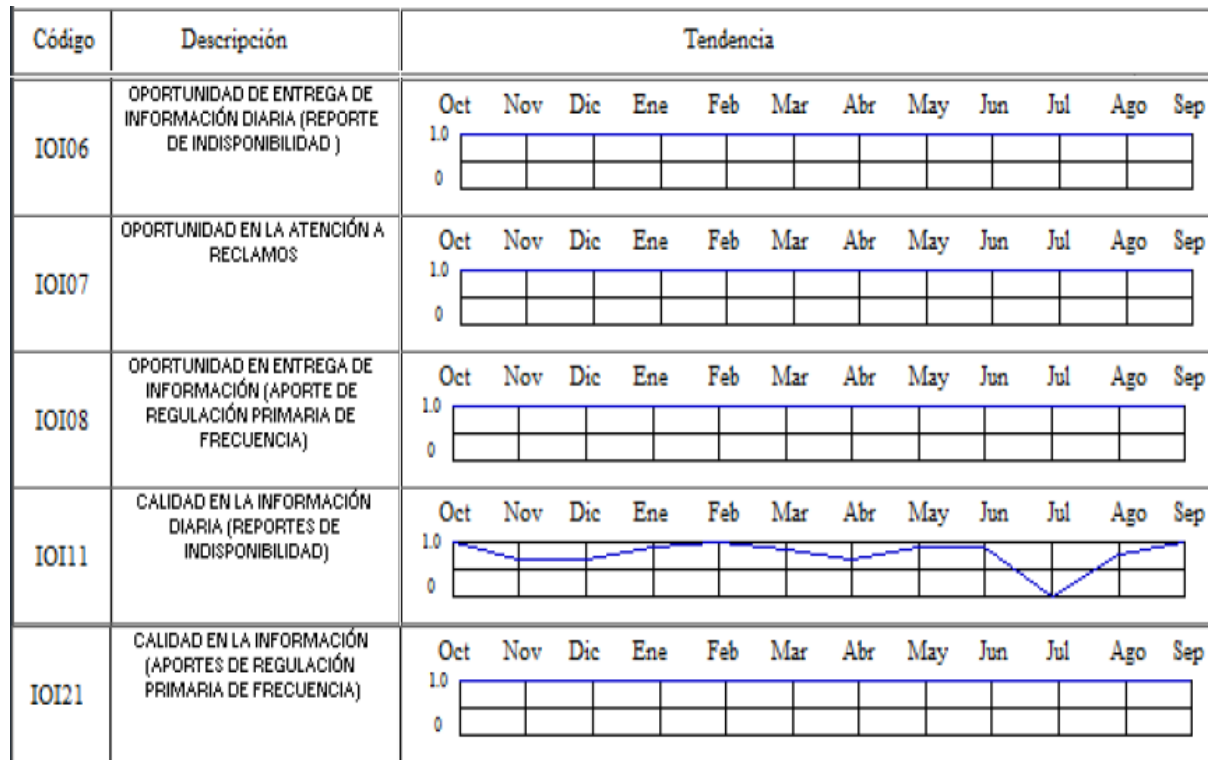 Código Descripción Tendencia
OPORTUNIDAD DE ENTREGA DE
INFORMACIÓN DIARIA (REPORTE
DE INDISPONIBILIDAD )
IOI06
Oct Nov Dic Ene Feb Mar Abr May Jun Jul Ago Sep
1.0
0
OPORTUNIDAD EN LA ATENCIÓN A
RECLAMOS
IOI07
Oct Nov Dic Ene Feb Mar Abr May Jun Jul Ago Sep
1.0
0
OPORTUNIDAD EN ENTREGA DE
INFORMACIÓN (APORTE DE
REGULACIÓN PRIMARIA DE
FRECUENCIA)
IOI08
Oct Nov Dic Ene Feb Mar Abr May Jun Jul Ago Sep
1.0
0
CALIDAD EN LA INFORMACIÓN
DIARIA (REPORTES DE
INDISPONIBILIDAD)
IOI11
Oct Nov Dic Ene Feb Mar Abr May Jun Jul Ago Sep
1.0
0
CALIDAD EN LA INFORMACIÓN
(APORTES DE REGULACIÓN
PRIMARIA DE FRECUENCIA)
IOI21
Oct Nov Dic Ene Feb Mar Abr May Jun Jul Ago Sep
1.0
0